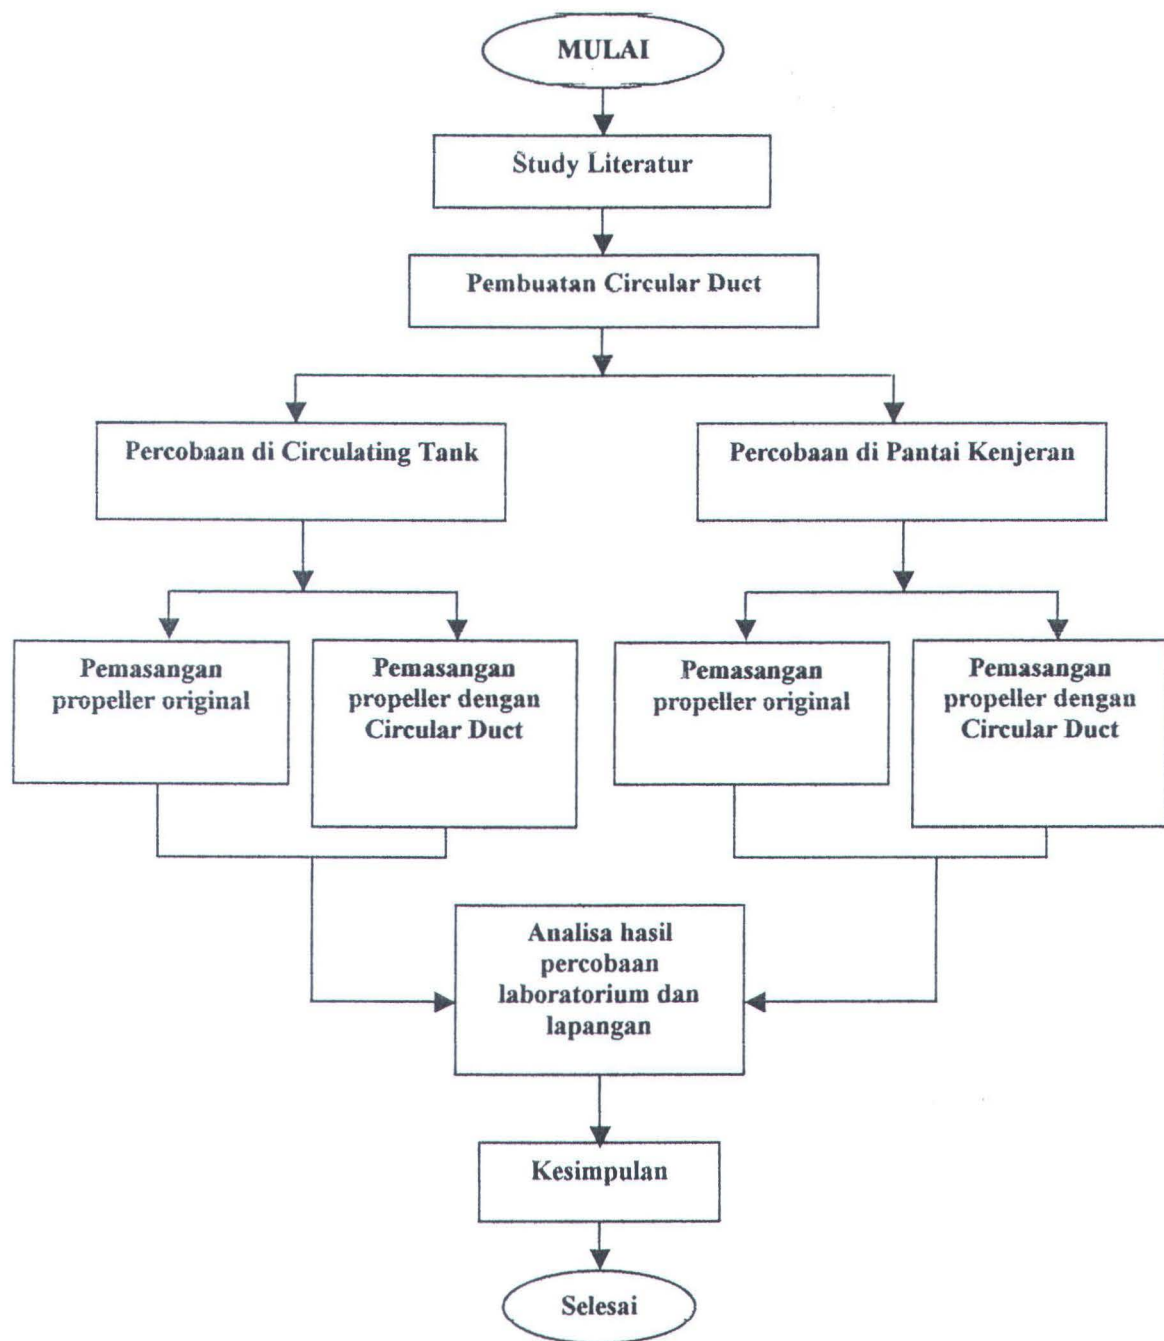 MULAI
Study Literatur
Pembuatan Circular Duct
Percobaan di Circulating Tank
Percobaan di Pantai Kenjeran
Pemasangan
propeller original
Pemasangan
propeller dengan
Circular Duct
Pemasangan
propeller original
Pemasangan
propeller dengan
Circular Duct
Analisa hasil
percobaan
laboratorium dan
lapangan
Kesimpulan
Selesai